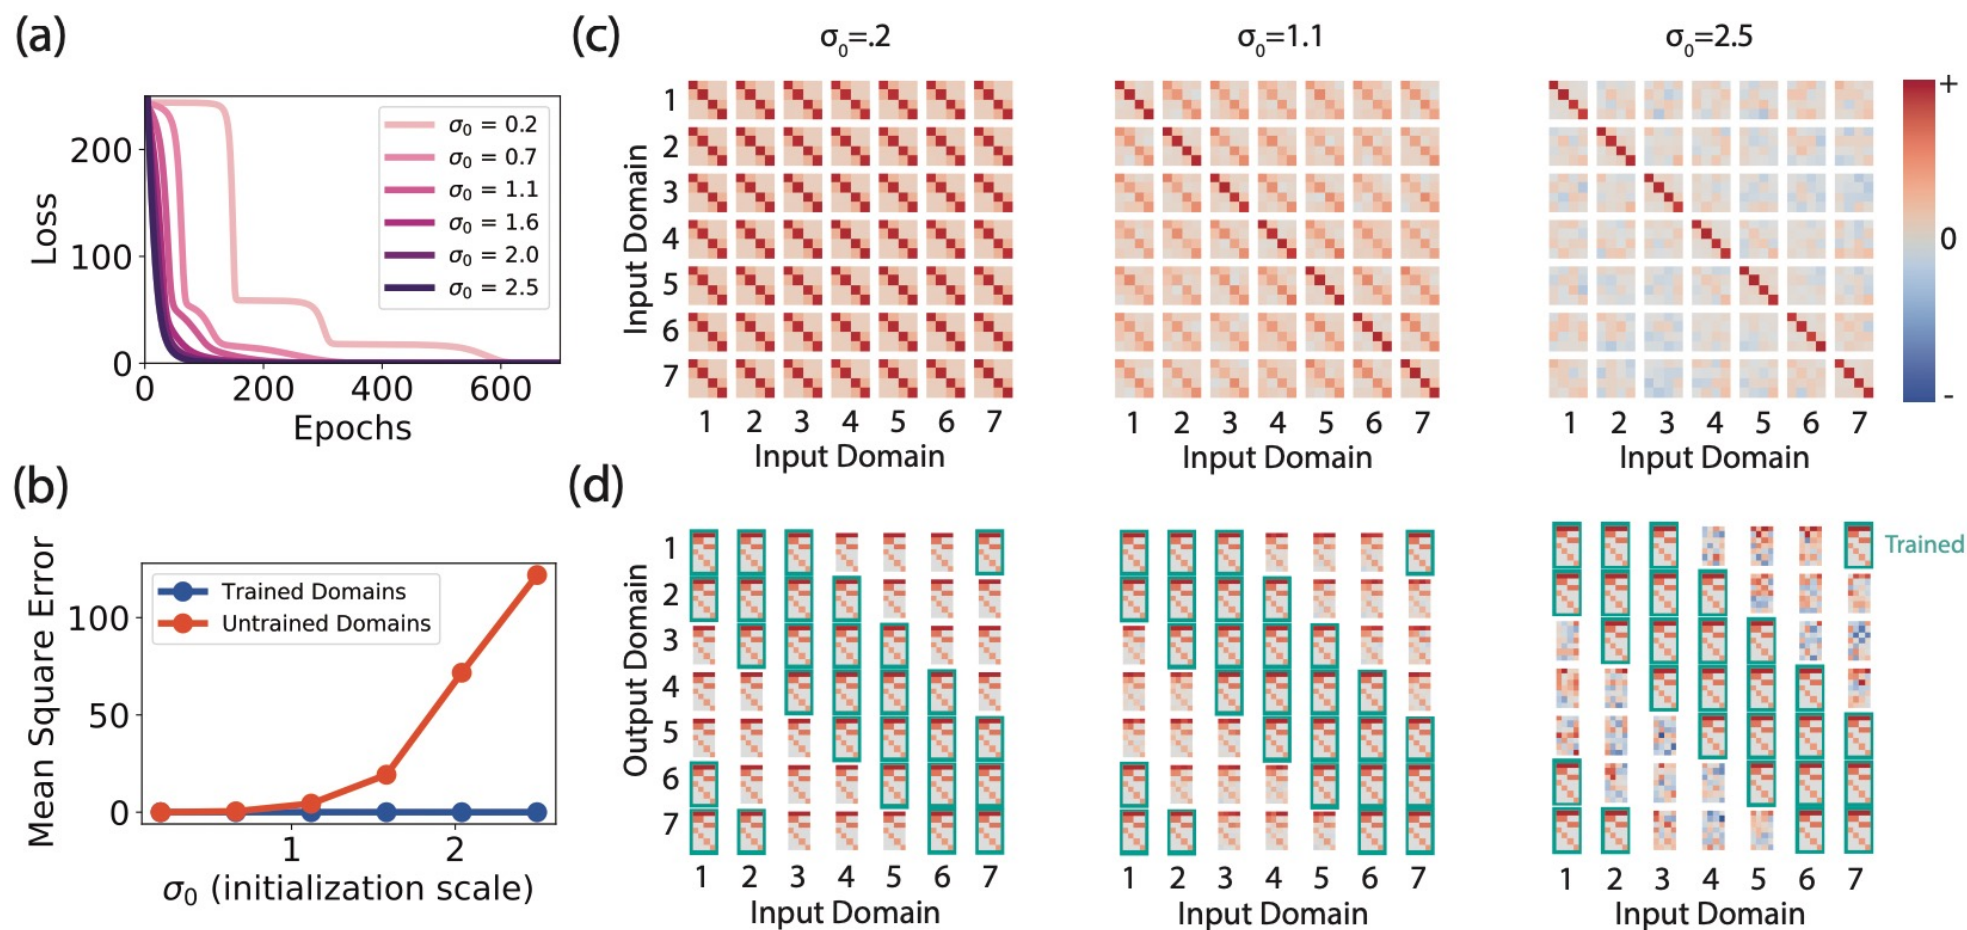 (a)
Loss
200
100
0
σ₀ = 0.2
σ₀ = 0.7
σ₀ = 1.1
σ₀ = 1.6
σ₀ = 2.0
σ₀ = 2.5
0 200 400 600
Epochs
(b)
Mean Square Error
100
50
0
Trained Domains
Untrained Domains
1 2
σ₀ (initialization scale)
(c)
σ₀=.2
σ₀=1.1
σ₀=2.5
Input Domain
1
2
3
4
5
6
7
1 2 3 4 5 6 7
Input Domain
1 2 3 4 5 6 7
Input Domain
1 2 3 4 5 6 7
Input Domain
+
0
-
(d)
Output Domain
1
2
3
4
5
6
7
Trained
1 2 3 4 5 6 7
Input Domain
1 2 3 4 5 6 7
Input Domain
1 2 3 4 5 6 7
Input Domain